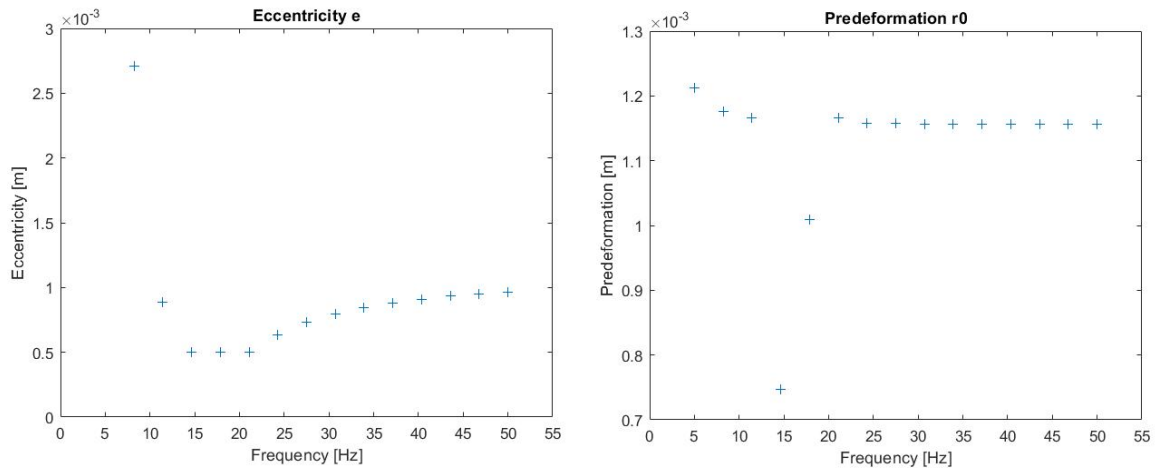 Eccentricity e
×10⁻³
3
2.5
2
1.5
1
0.5
0
Eccentricity [m]
0 5 10 15 20 25 30 35 40 45 50 55
Frequency [Hz]
Predeformation r0
×10⁻³
1.3
1.2
1.1
1
0.9
0.8
0.7
Predeformation [m]
0 5 10 15 20 25 30 35 40 45 50 55
Frequency [Hz]